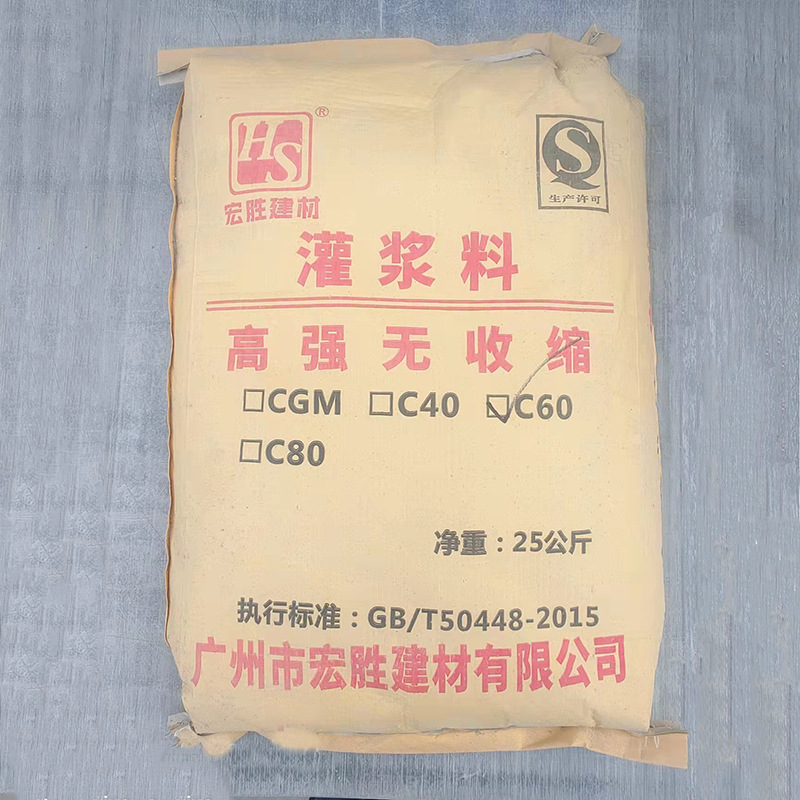 HS®
宏胜建材
QS
生产许可
灌浆料
高强无收缩
□CGM □C40 ☑C60
□C80
净重：25公斤
执行标准：GB/T50448-2015
广州市宏胜建材有限公司